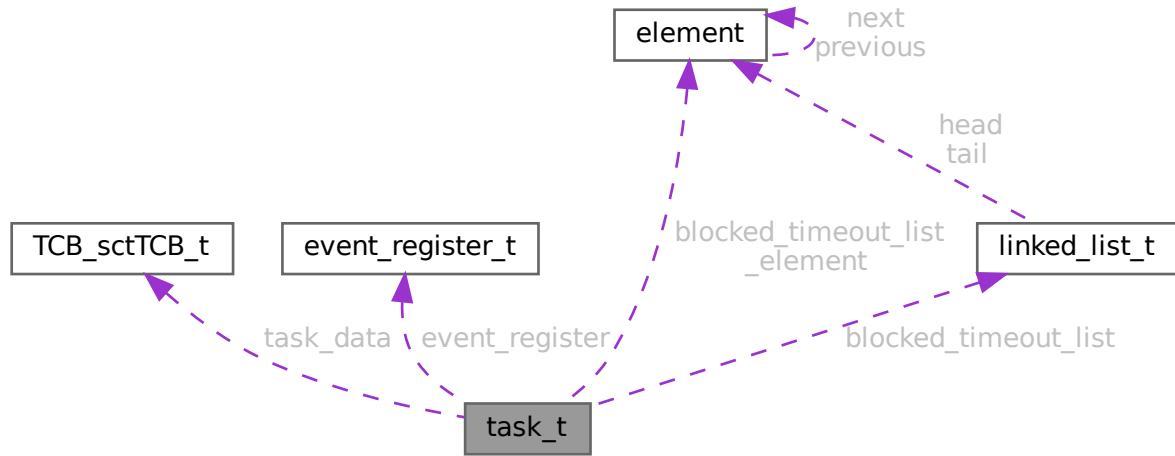 next
previous
element
head
tail
TCB_sctTCB_t
event_register_t
blocked_timeout_list
_element
linked_list_t
task_data
event_register
blocked_timeout_list
task_t